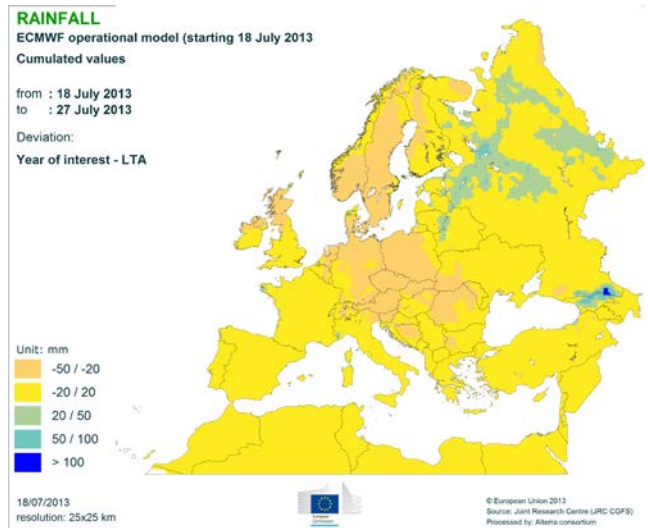 RAINFALL
ECMWF operational model (starting 18 July 2013
Cumulated values
from : 18 July 2013
to : 27 July 2013
Deviation:
Year of interest - LTA
Unit: mm
-50 / -20
-20 / 20
20 / 50
50 / 100
> 100
18/07/2013
resolution: 25x25 km
European
Commission
© European Union 2013
Source: Joint Research Centre (JRC CGFS)
Processed by: Alterra consortium